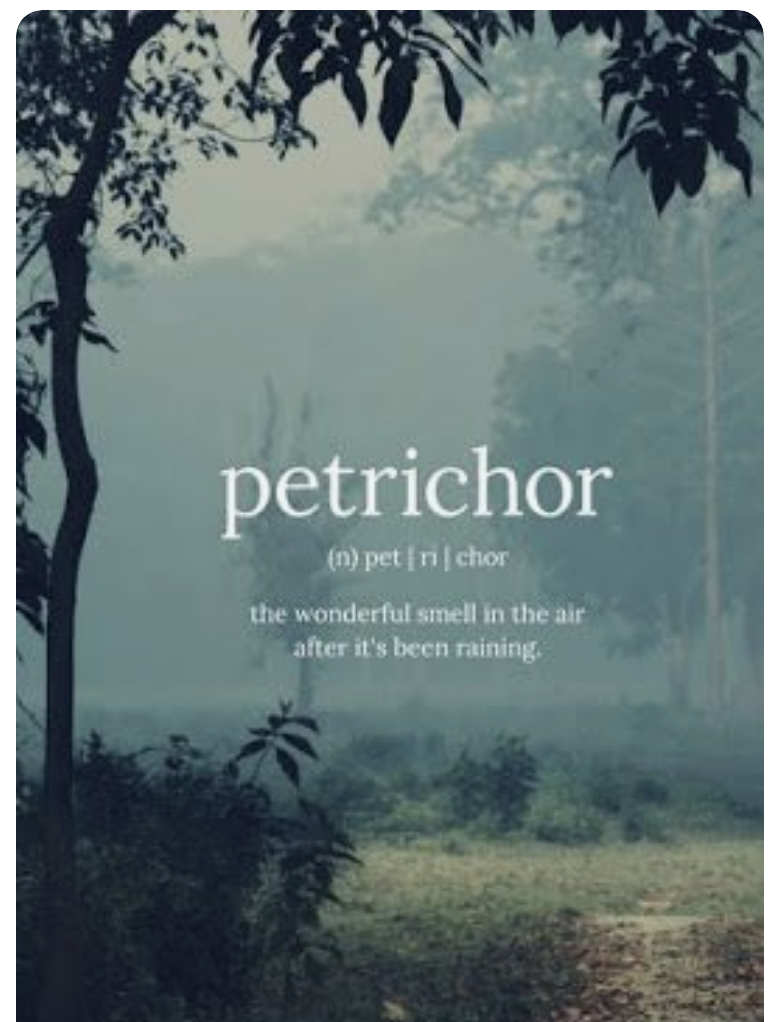 petrichor
(n) pet | ri | chor
the wonderful smell in the air
after it's been raining.